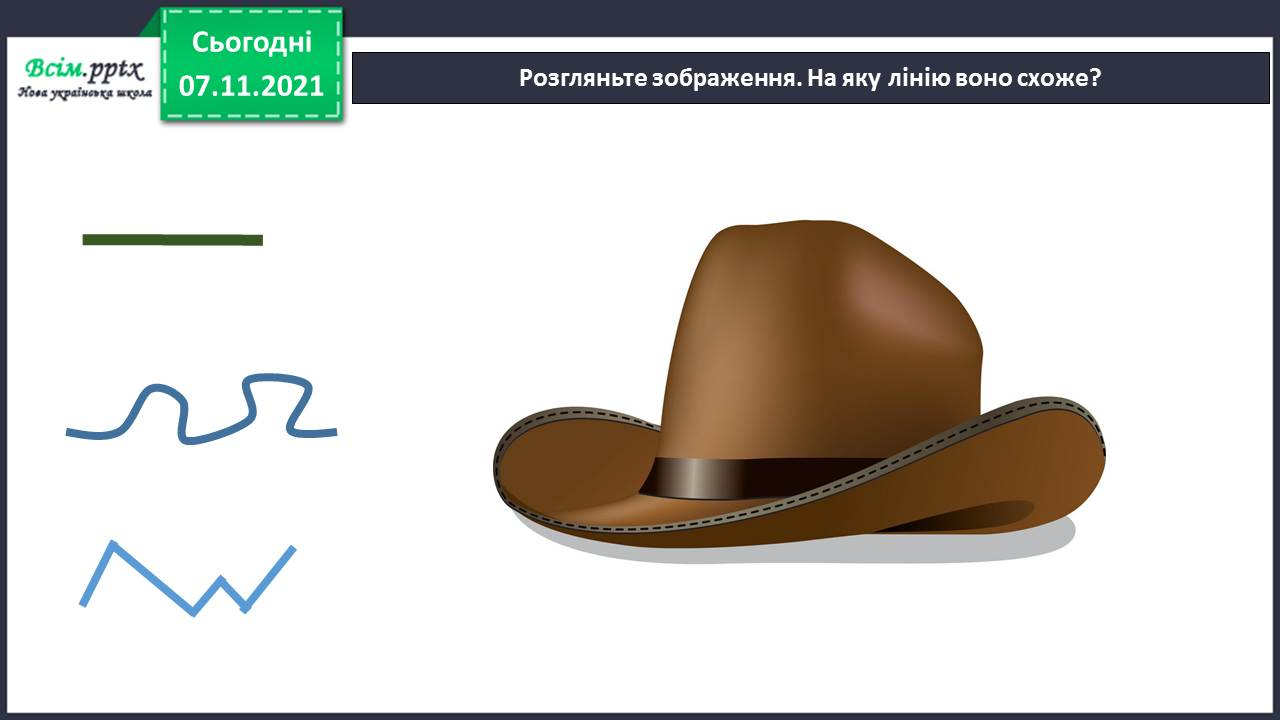 Всім.pptx
Нова українська школа
Сьогодні
07.11.2021
Розгляньте зображення. На яку лінію воно схоже?